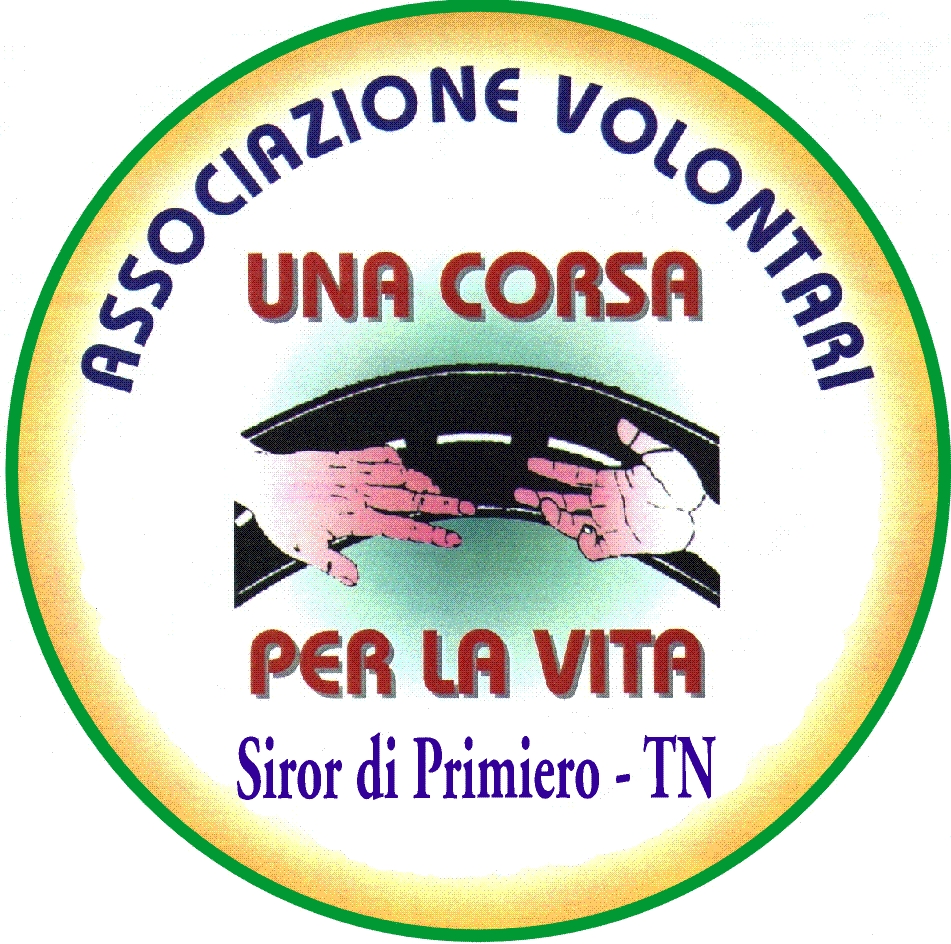 ASSOCIAZIONE VOLONTARI
UNA CORSA
PER LA VITA
Siror di Primiero - TN